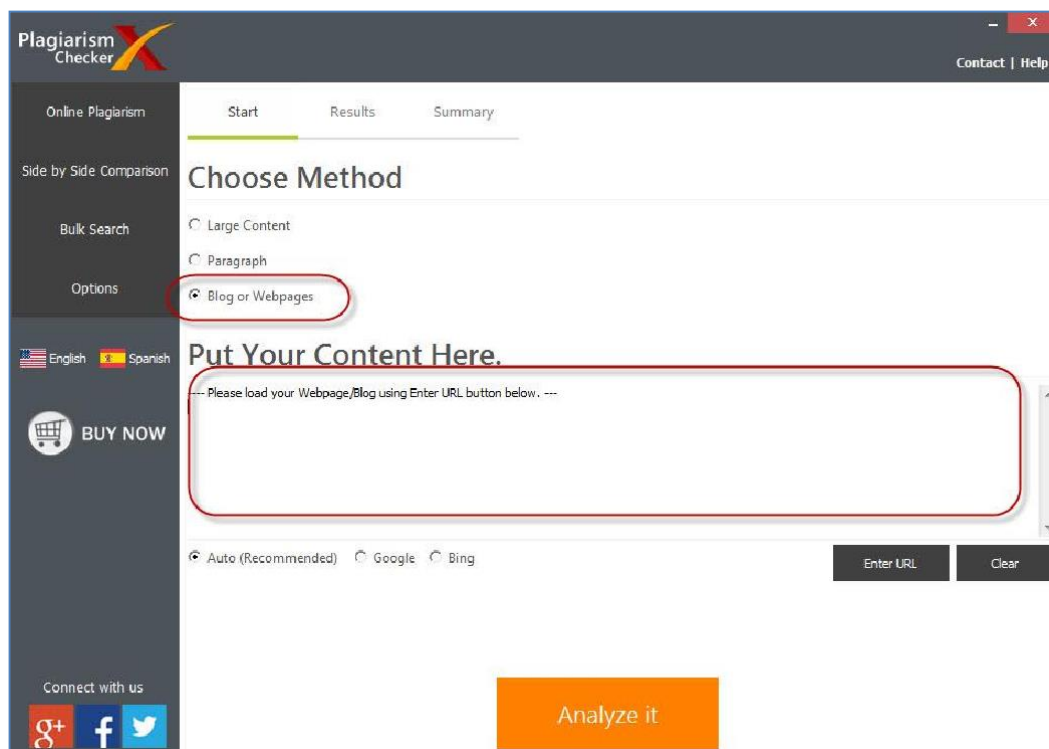 Plagiarism
Checker X
Contact | Help
Online Plagiarism
Side by Side Comparison
Bulk Search
Options
English Spanish
BUY NOW
Connect with us
g+ f
Start Results Summary
Choose Method
Large Content
Paragraph
Blog or Webpages
Put Your Content Here.
--- Please load your Webpage/Blog using Enter URL button below. ---
Auto (Recommended) Google Bing
Enter URL Clear
Analyze it